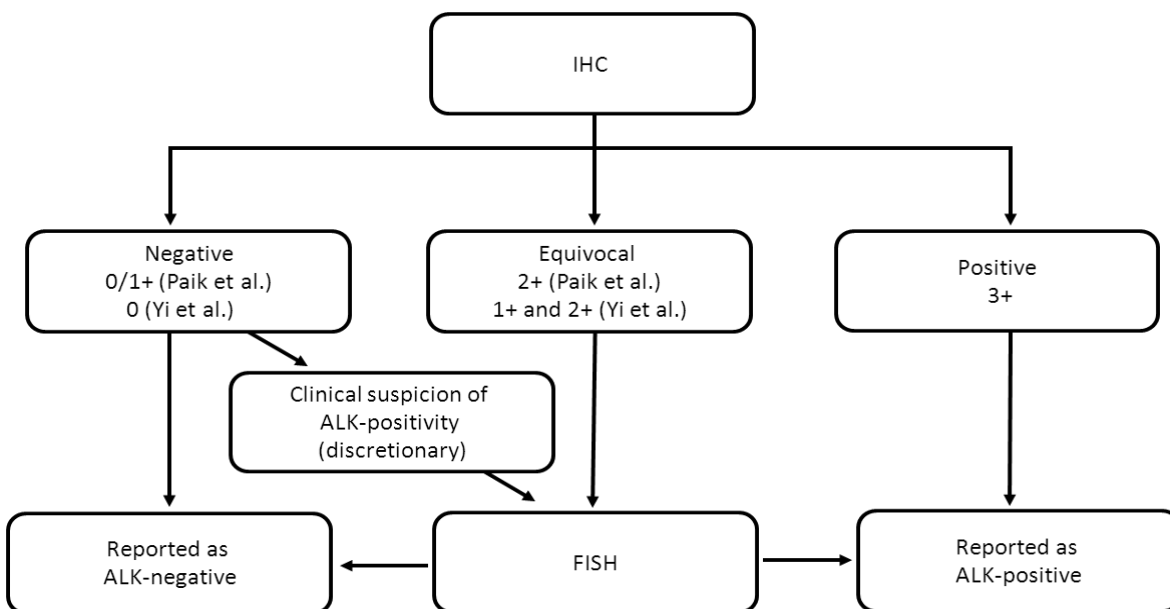 IHC
Negative
0/1+ (Paik et al.)
0 (Yi et al.)
Equivocal
2+ (Paik et al.)
1+ and 2+ (Yi et al.)
Positive
3+
Clinical suspicion of
ALK-positivity
(discretionary)
Reported as
ALK-negative
FISH
Reported as
ALK-positive